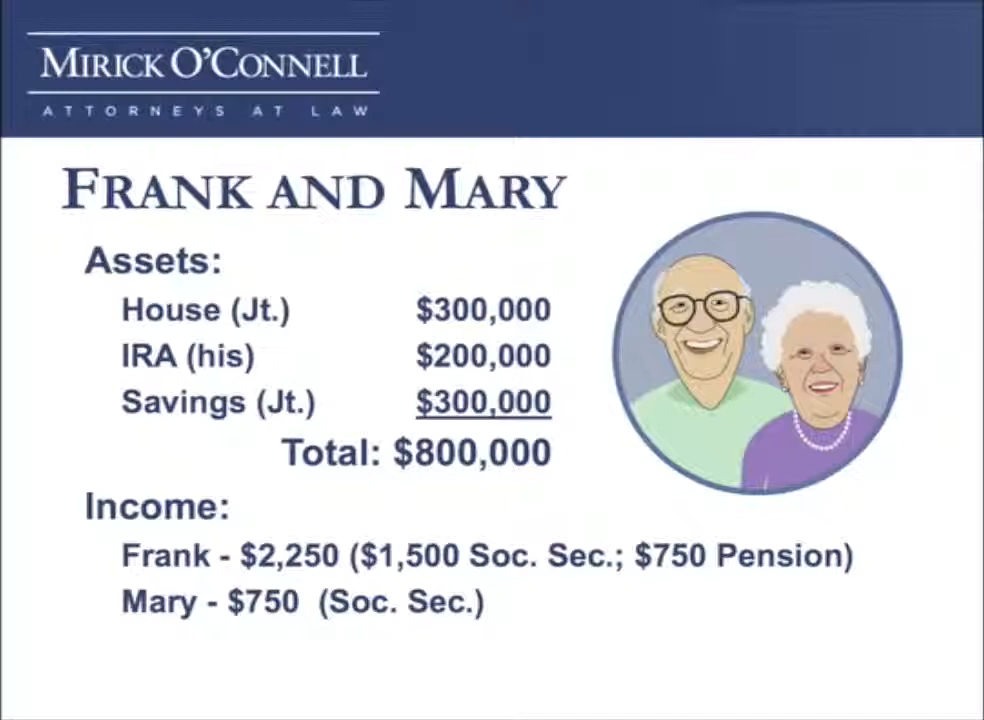 MIRICK O'CONNELL
ATTORNEYS AT LAW
FRANK AND MARY
Assets:
House (Jt.) $300,000
IRA (his) $200,000
Savings (Jt.) $300,000
Total: $800,000
Income:
Frank - $2,250 ($1,500 Soc. Sec.; $750 Pension)
Mary - $750 (Soc. Sec.)